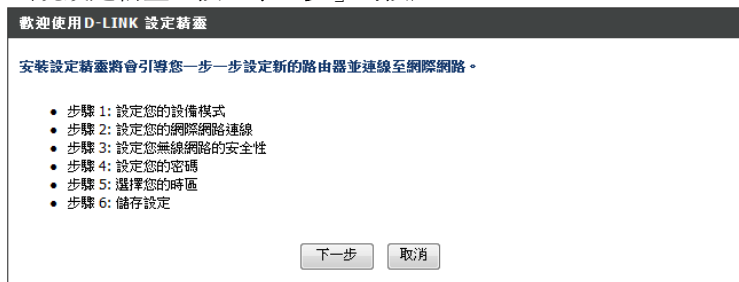 歡迎使用D-LINK 設定精靈
安裝設定精靈將會引導您一步一步設定新的路由器並連線至網際網路。
• 步驟 1: 設定您的設備模式
• 步驟 2: 設定您的網際網路連線
• 步驟 3: 設定您無線網路的安全性
• 步驟 4: 設定您的密碼
• 步驟 5: 選擇您的時區
• 步驟 6: 儲存設定
下一步 取消